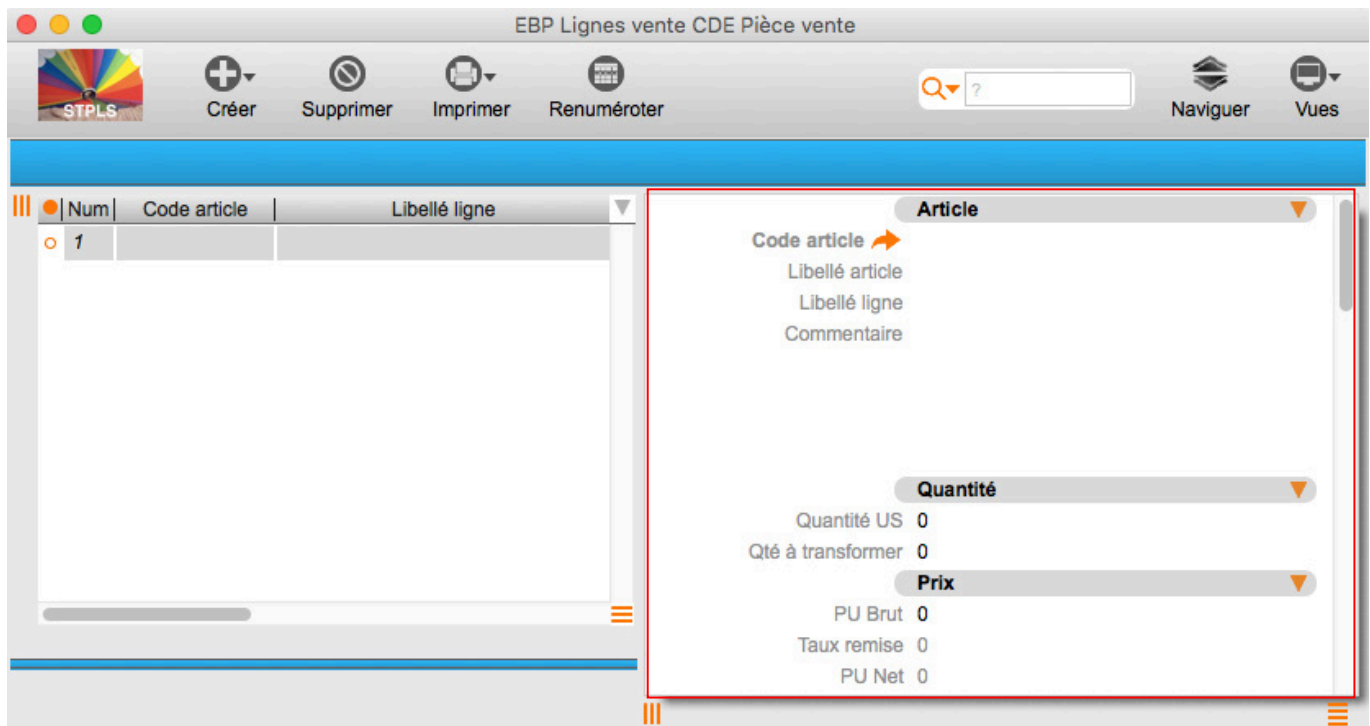 EBP Lignes vente CDE Pièce vente
STPLS
Créer Supprimer Imprimer Renuméroter ? Naviguer Vues
Num Code article Libellé ligne
1
Article
Code article
Libellé article
Libellé ligne
Commentaire
Quantité
Quantité US 0
Qté à transformer 0
Prix
PU Brut 0
Taux remise 0
PU Net 0